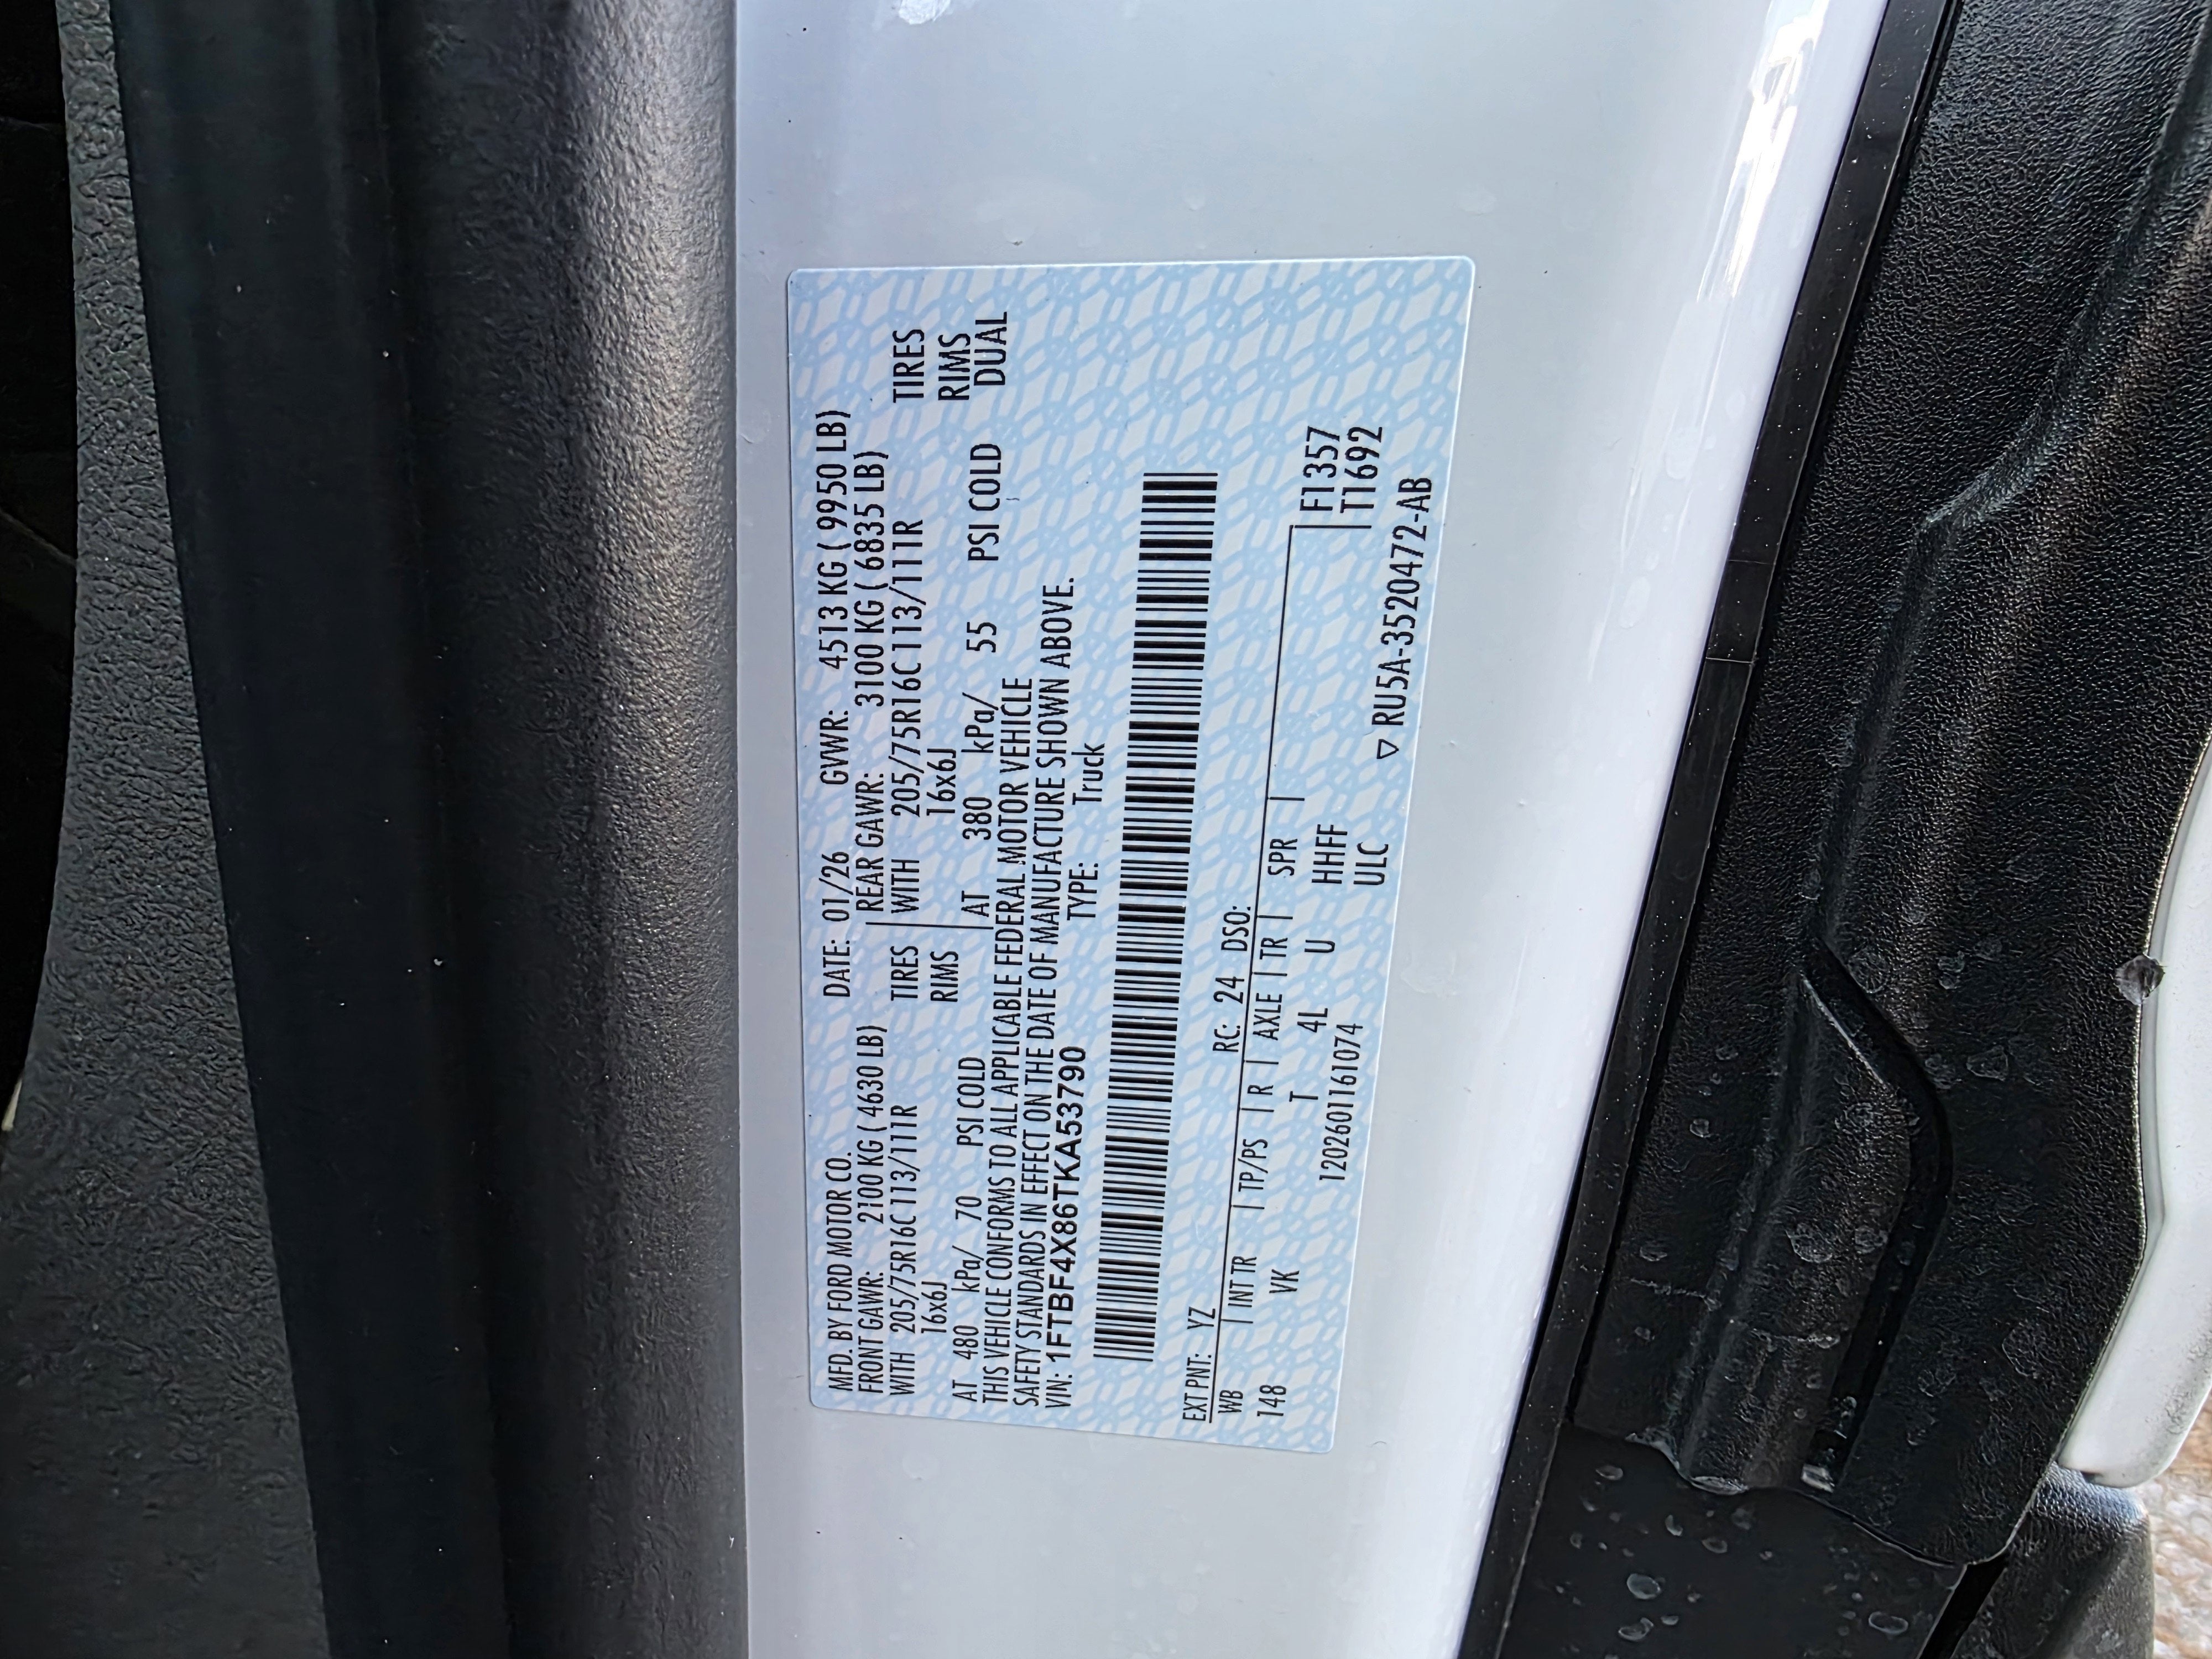 MFD. BY FORD MOTOR CO. DATE: 01/26 GVWR: 4513 KG ( 9950 LB)
FRONT GAWR: 2100 KG ( 4630 LB) REAR GAWR: 3100 KG ( 6835 LB)
WITH 205/75R16C113/111R TIRES WITH 205/75R16C113/111R TIRES
16x6J RIMS 16x6J RIMS
AT 480 kPa/ 70 PSI COLD AT 380 kPa/ 55 PSI COLD DUAL
THIS VEHICLE CONFORMS TO ALL APPLICABLE FEDERAL MOTOR VEHICLE
SAFETY STANDARDS IN EFFECT ON THE DATE OF MANUFACTURE SHOWN ABOVE.
VIN: 1FTBF4X86TKA53790 TYPE: Truck
EXT PNT: YZ RC: 24 DSO:
WB INT TR TP/PS R AXLE TR SPR
148 VK T 4L U HHFF F1357
1202601161074 ULC T1692
▽ RU5A-3520472-AB